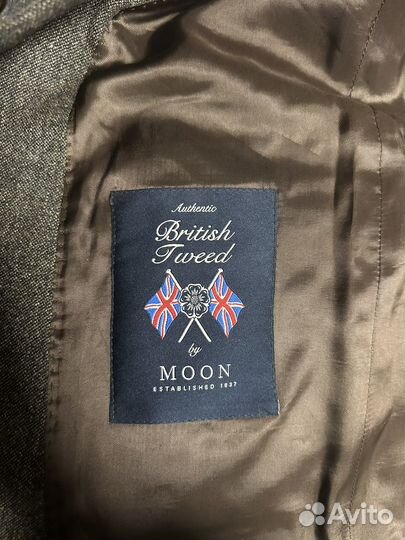 Authentic
British
Tweed
by
MOON
ESTABLISHED 1837
Avito